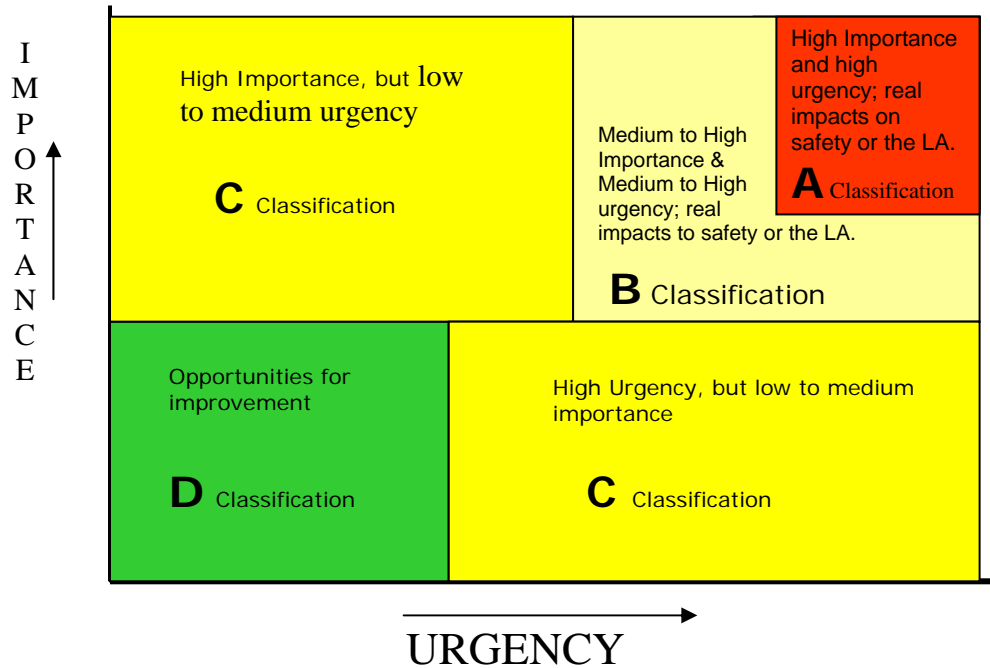 I
M
P
O
R
T
A
N
C
E
High Importance, but low
to medium urgency
C Classification
Medium to High
Importance &
Medium to High
urgency; real
impacts to safety or the LA.
B Classification
High Importance
and high
urgency; real
impacts on
safety or the LA.
A Classification
Opportunities for
improvement
D Classification
High Urgency, but low to medium
importance
C Classification
URGENCY